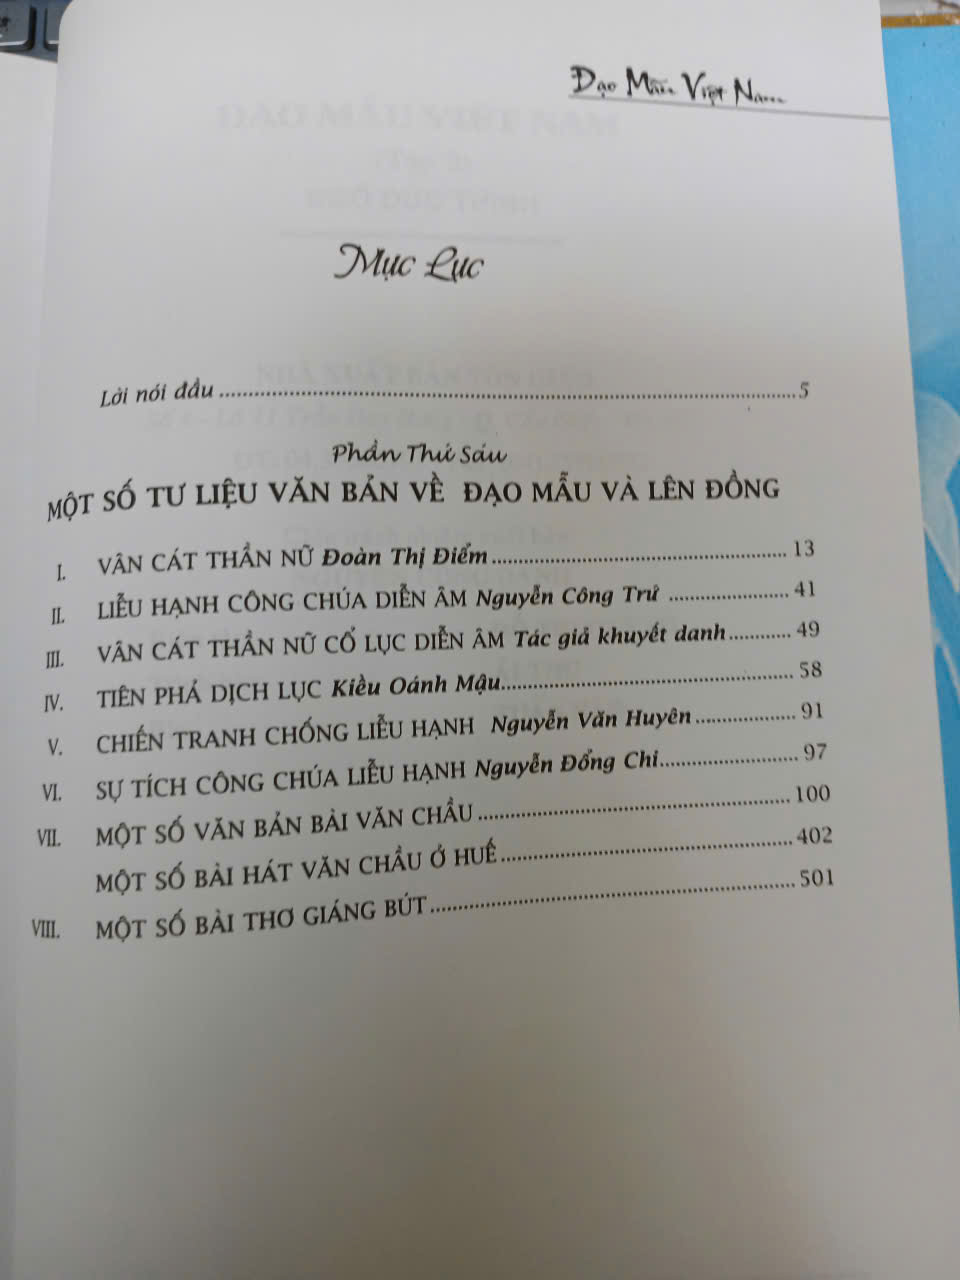 Đạo Mẫu Việt Nam
Mục Lục
Lời nói đầu 5
Phần Thứ Sáu
MỘT SỐ TƯ LIỆU VĂN BẢN VỀ ĐẠO MẪU VÀ LÊN ĐỒNG
I. VÂN CÁT THẦN NỮ Đoàn Thị Điểm 13
II. LIỄU HẠNH CÔNG CHÚA DIỄN ÂM Nguyễn Công Trứ 41
III. VÂN CÁT THẦN NỮ CỔ LỤC DIỄN ÂM Tác giả khuyết danh 49
IV. TIÊN PHẢ DỊCH LỤC Kiều Oánh Mậu 58
V. CHIẾN TRANH CHỐNG LIỄU HẠNH Nguyễn Văn Huyên 91
VI. SỰ TÍCH CÔNG CHÚA LIỄU HẠNH Nguyễn Đổng Chi 97
VII. MỘT SỐ VĂN BẢN BÀI VĂN CHẦU 100
MỘT SỐ BÀI HÁT VĂN CHẦU Ở HUẾ 402
VIII. MỘT SỐ BÀI THƠ GIÁNG BÚT 501